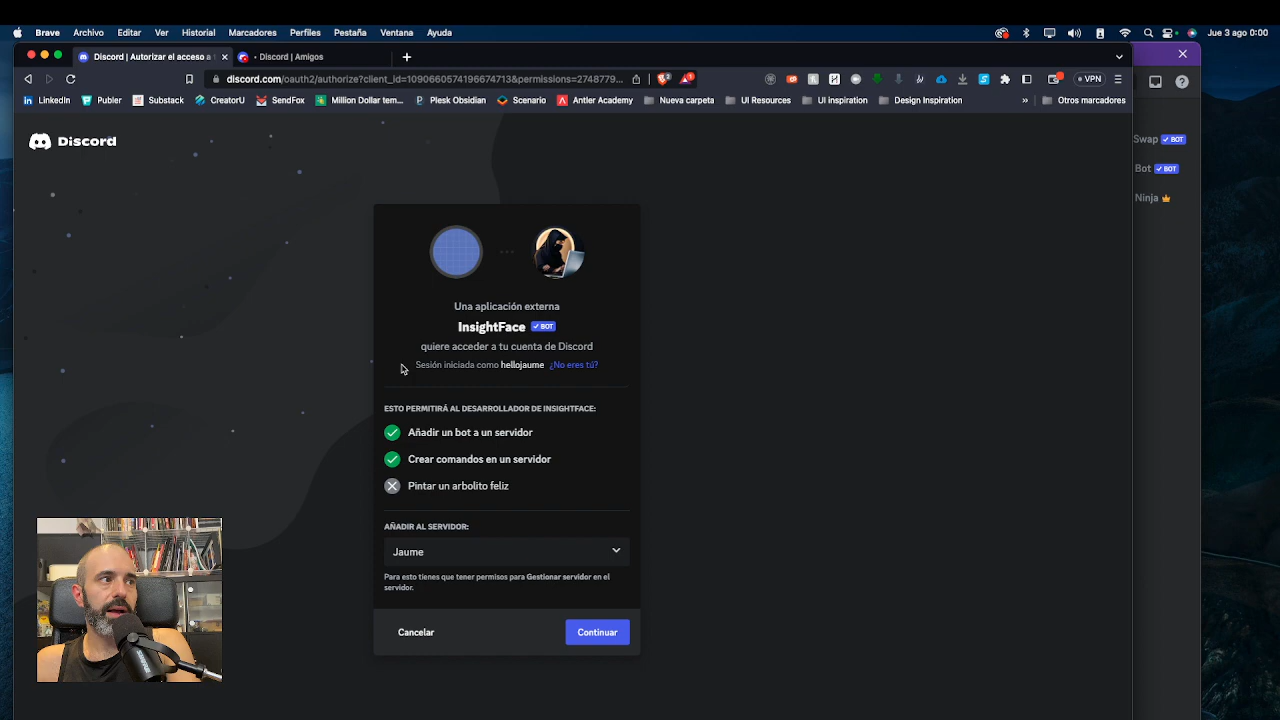 Brave Archivo Editar Ver Historial Marcadores Perfiles Pestaña Ventana Ayuda
Jue 3 ago 0:00
Discord | Autorizar el acceso a
Discord | Amigos
discord.com/oauth2/authorize?client_id=1090660574196674713&permissions=2748779...
VPN
LinkedIn Publer Substack CreatorU SendFox Million Dollar tem... Plesk Obsidian Scenario Antler Academy Nueva carpeta UI Resources UI inspiration Design Inspiration » Otros marcadores
Discord
Swap BOT
Bot BOT
Ninja
Una aplicación externa
InsightFace BOT
quiere acceder a tu cuenta de Discord
Sesión iniciada como hellojaume ¿No eres tú?
ESTO PERMITIRÁ AL DESARROLLADOR DE INSIGHTFACE:
Añadir un bot a un servidor
Crear comandos en un servidor
Pintar un arbolito feliz
AÑADIR AL SERVIDOR:
Jaume
Para esto tienes que tener permisos para Gestionar servidor en el
servidor.
Cancelar
Continuar